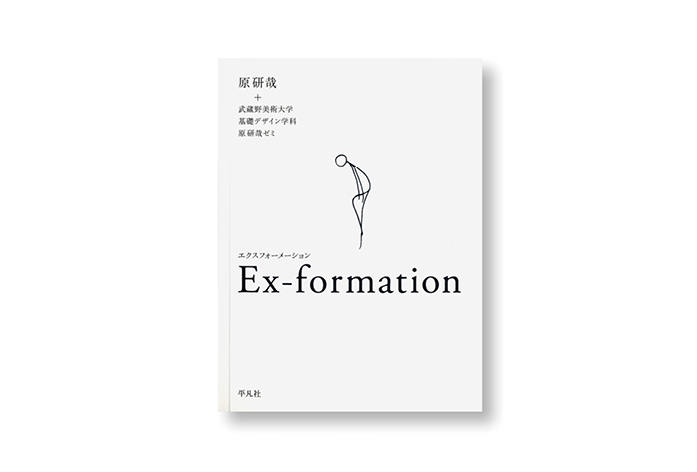 原研哉
+
武蔵野美術大学
基礎デザイン学科
原研哉ゼミ
エクスフォーメーション
Ex-formation
平凡社